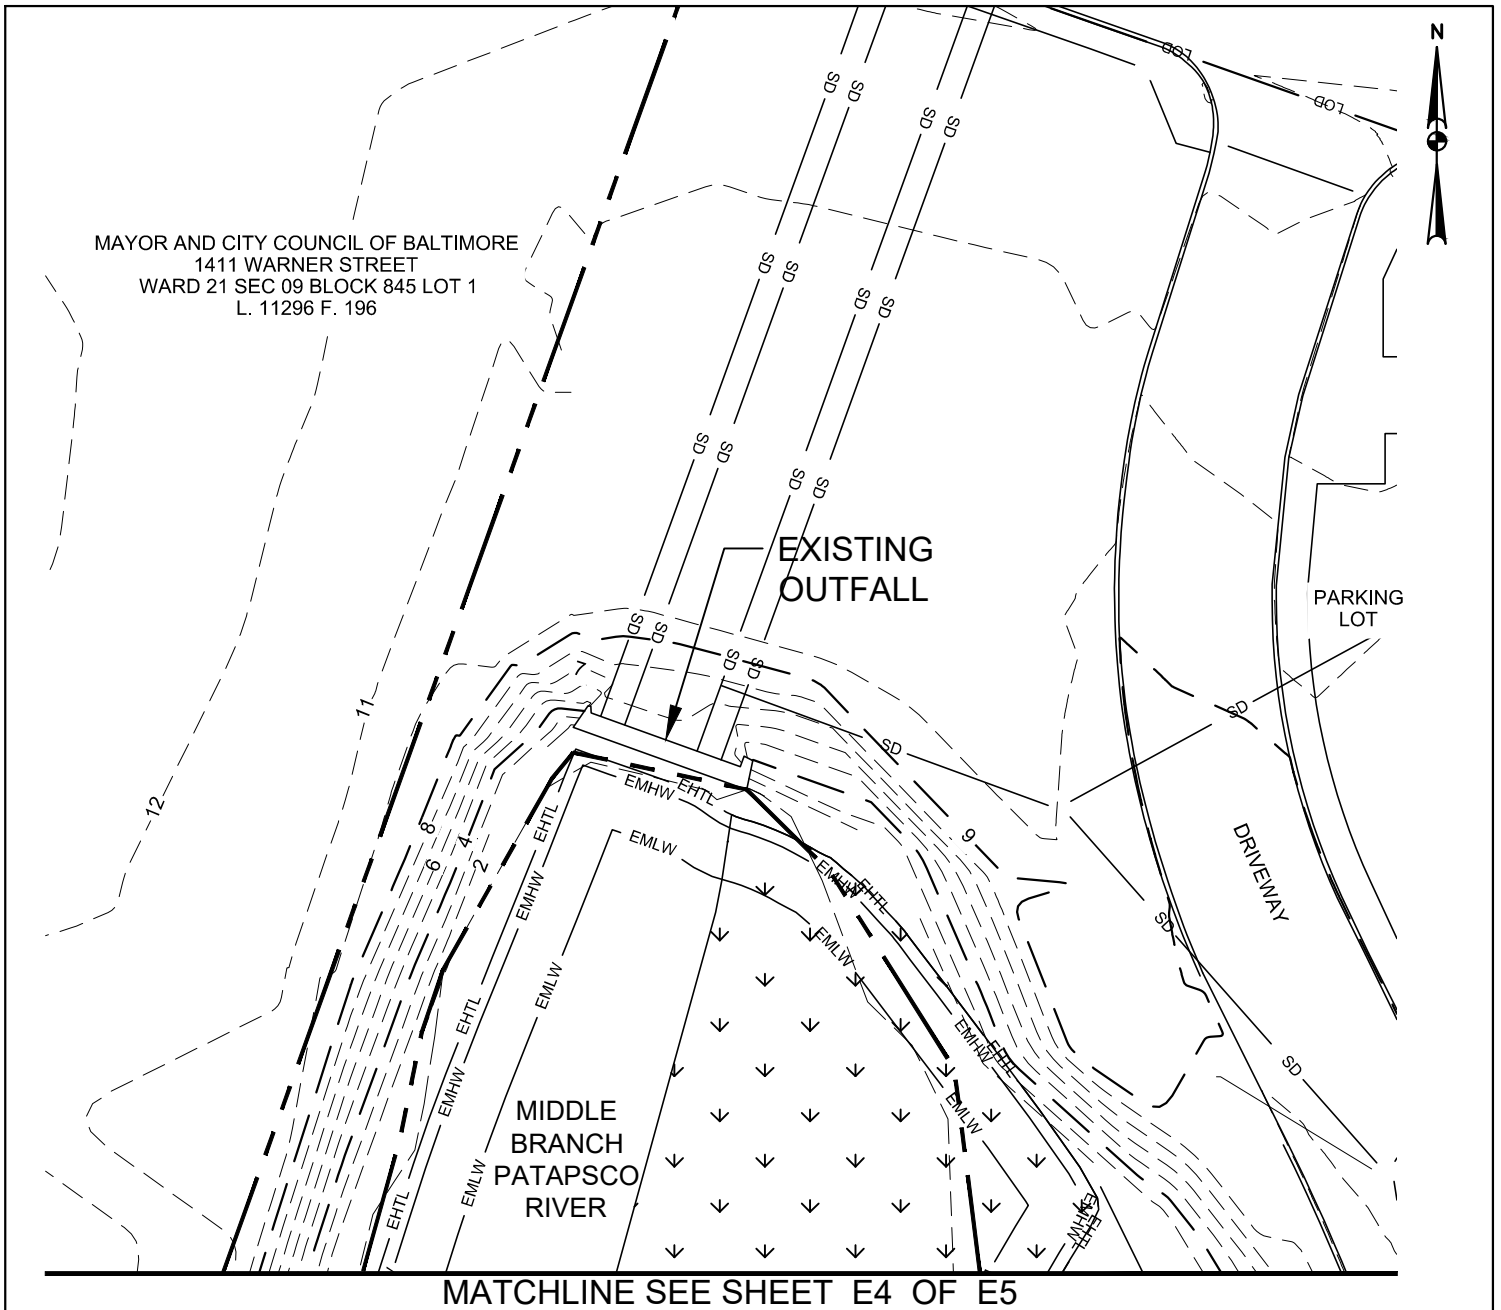 N
LOD
LOD
SD
SD
SD
SD
MAYOR AND CITY COUNCIL OF BALTIMORE
1411 WARNER STREET
WARD 21 SEC 09 BLOCK 845 LOT 1
L. 11296 F. 196
SD
SD
SD
SD
SD
SD
SD
SD
EXISTING
OUTFALL
PARKING
LOT
SD
SD
SD
SD
7
11
SD
SD
12
8
6
4
2
9
EMHW
EHTL
EHTL
EMLW
DRIVEWAY
EMHW
EHTL
EMHW
SD
EMLW
EMLW
EHTL
EMHW
EHTL
SD
EMHW
EMLW
MIDDLE
BRANCH
PATAPSCO
RIVER
EMLW
EHTL
EMHW
EHTL
MATCHLINE SEE SHEET E4 OF E5